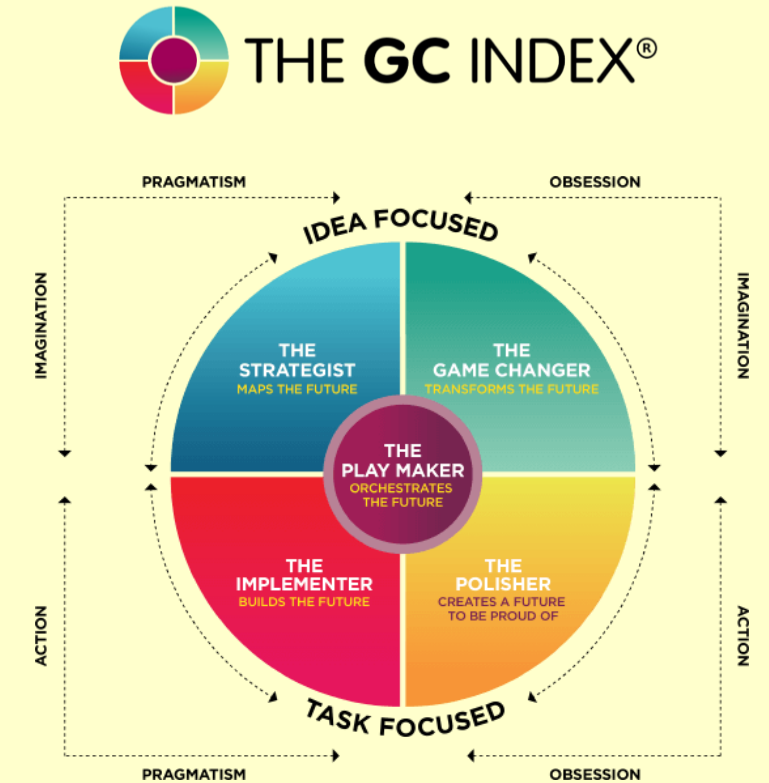 THE GC INDEX®
PRAGMATISM
OBSESSION
IDEA FOCUSED
IMAGINATION
IMAGINATION
THE
STRATEGIST
MAPS THE FUTURE
THE
GAME CHANGER
TRANSFORMS THE FUTURE
THE
PLAY MAKER
ORCHESTRATES
THE FUTURE
THE
IMPLEMENTER
BUILDS THE FUTURE
THE
POLISHER
CREATES A FUTURE
TO BE PROUD OF
ACTION
ACTION
TASK FOCUSED
PRAGMATISM
OBSESSION